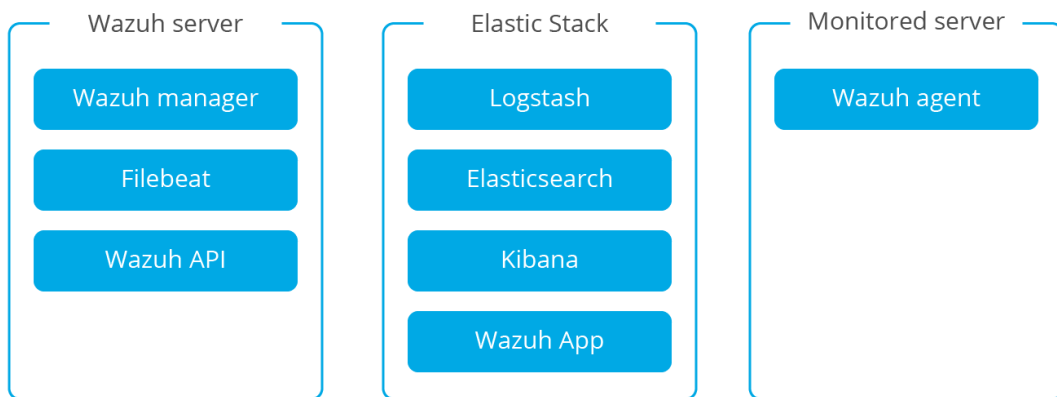 Wazuh server
Wazuh manager
Filebeat
Wazuh API
Elastic Stack
Logstash
Elasticsearch
Kibana
Wazuh App
Monitored server
Wazuh agent